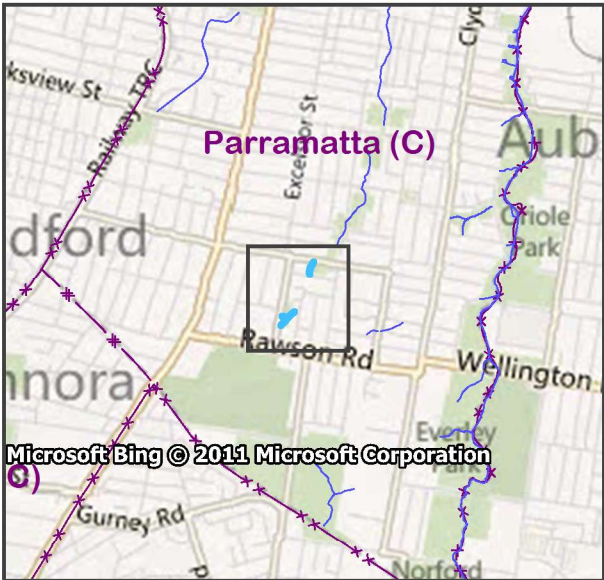 Clyd
ksview St
Railway TRC
Excelsior St
Parramatta (C)
Aub
Oriole
Park
dford
Rawson Rd
Wellington
nnora
Everley
Park
Microsoft Bing © 2011 Microsoft Corporation
C)
Gurney Rd
p
Norford